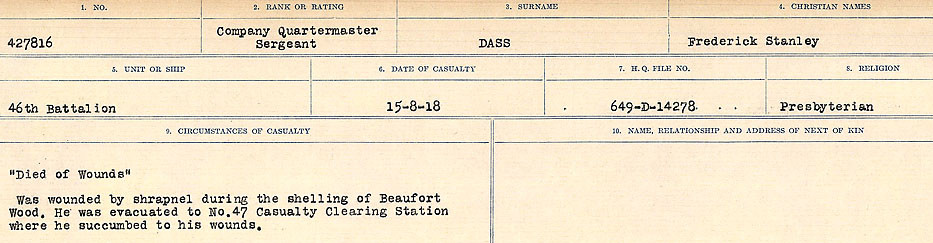 1. NO.
2. RANK OR RATING
3. SURNAME
4. CHRISTIAN NAMES
427816
Company Quartermaster
Sergeant
DASS
Frederick Stanley
5. UNIT OR SHIP
6. DATE OF CASUALTY
7. H.Q. FILE NO.
8. RELIGION
46th Battalion
15-8-18
649-D-14278
Presbyterian
9. CIRCUMSTANCES OF CASUALTY
10. NAME, RELATIONSHIP AND ADDRESS OF NEXT OF KIN
"Died of Wounds"
Was wounded by shrapnel during the shelling of Beaufort
Wood. He was evacuated to No.47 Casualty Clearing Station
where he succumbed to his wounds.